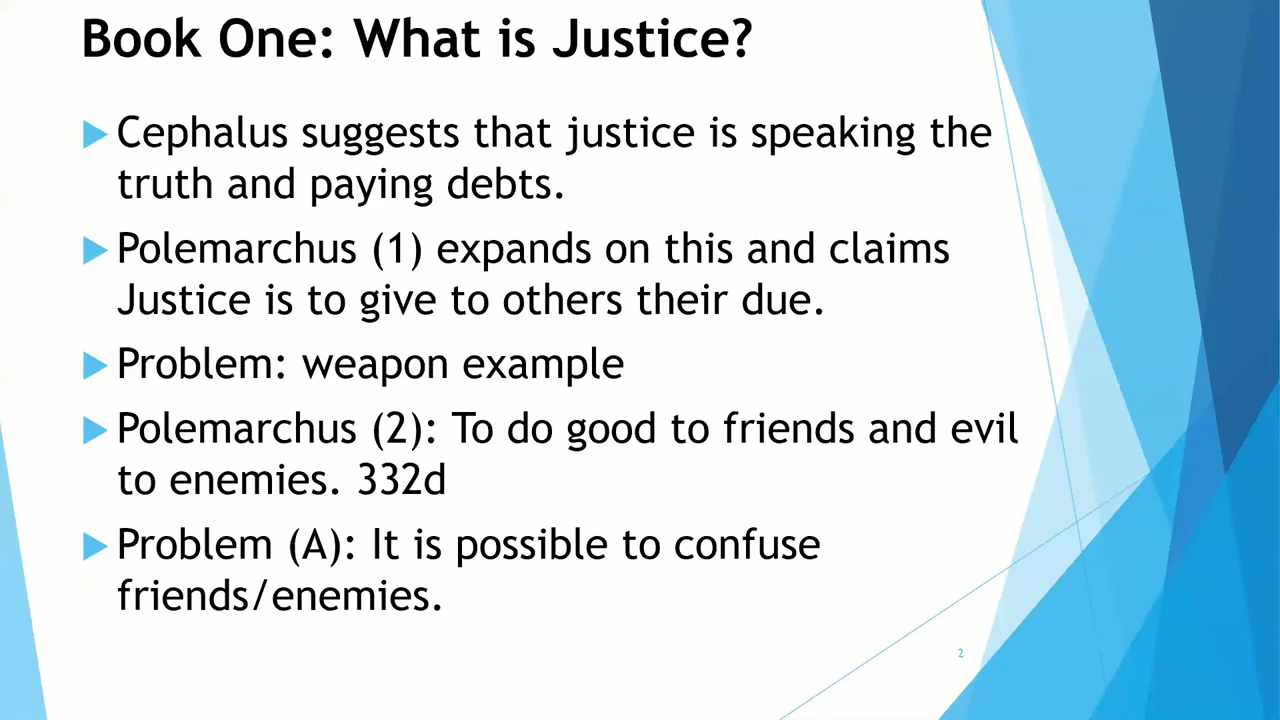 Book One: What is Justice?
Cephalus suggests that justice is speaking the
truth and paying debts.
Polemarchus (1) expands on this and claims
Justice is to give to others their due.
Problem: weapon example
Polemarchus (2): To do good to friends and evil
to enemies. 332d
Problem (A): It is possible to confuse
friends/enemies.
2